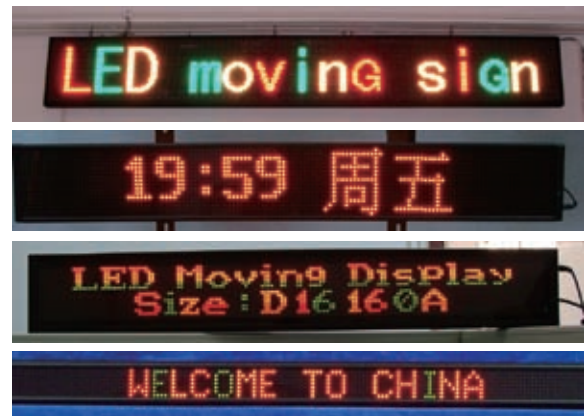 LED movinG siGn
19:59 周五
LED Moving Display
Size:D16160A
WELCOME TO CHINA